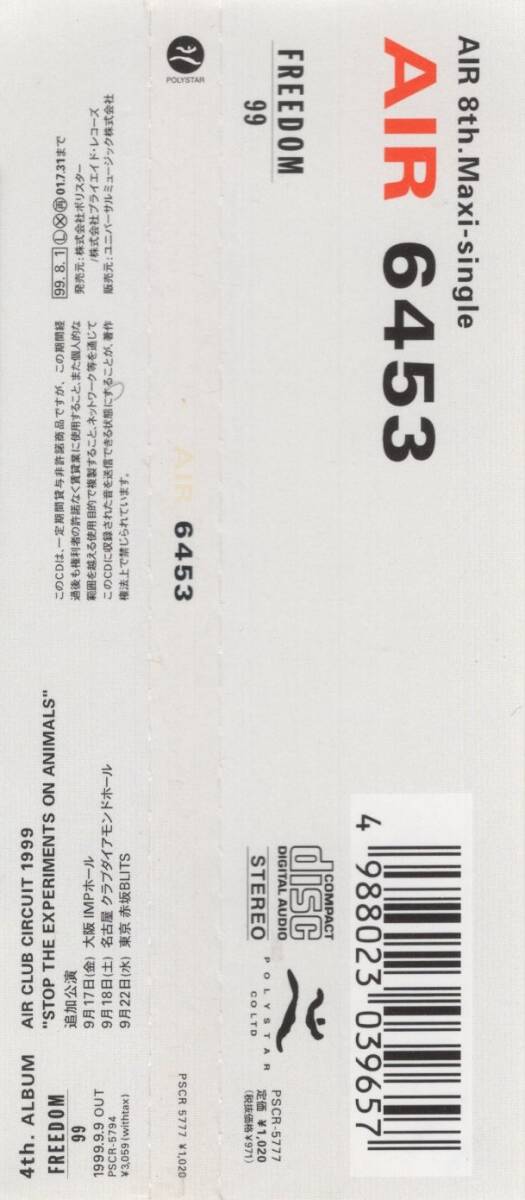 AIR 8th.Maxi-single
AIR 6453
FREEDOM
99
4 988023 039657
COMPACT
disc
DIGITAL AUDIO
STEREO
POLYSTAR
CO LTD
PSCR-5777
定価 ¥1,020
(税抜価格¥971)
POLYSTAR
AIR 6453
PSCR 5777 ¥1,020
99.8.1 Ⓛ Ⓧ ㊢ 01.7.31まで
発売元:株式会社ポリスター
/株式会社プライエイド・レコーズ
販売元:ユニバーサルミュージック株式会社
このCDは、一定期間貸与非許諾商品ですが、この期間経
過後も権利者の許諾なく賃貸業に使用すること、また個人的な
範囲を越える使用目的で複製すること、ネットワーク等を通じて
このCDに収録された音を送信できる状態にすることが、著作
権法上で禁じられています。
AIR CLUB CIRCUIT 1999
"STOP THE EXPERIMENTS ON ANIMALS"
追加公演
9月17日(金) 大阪 IMPホール
9月18日(土) 名古屋 クラブダイアモンドホール
9月22日(水) 東京 赤坂BLITS
4th. ALBUM
FREEDOM
99
1999.9.9 OUT
PSCR-5794
¥3,059(withtax)